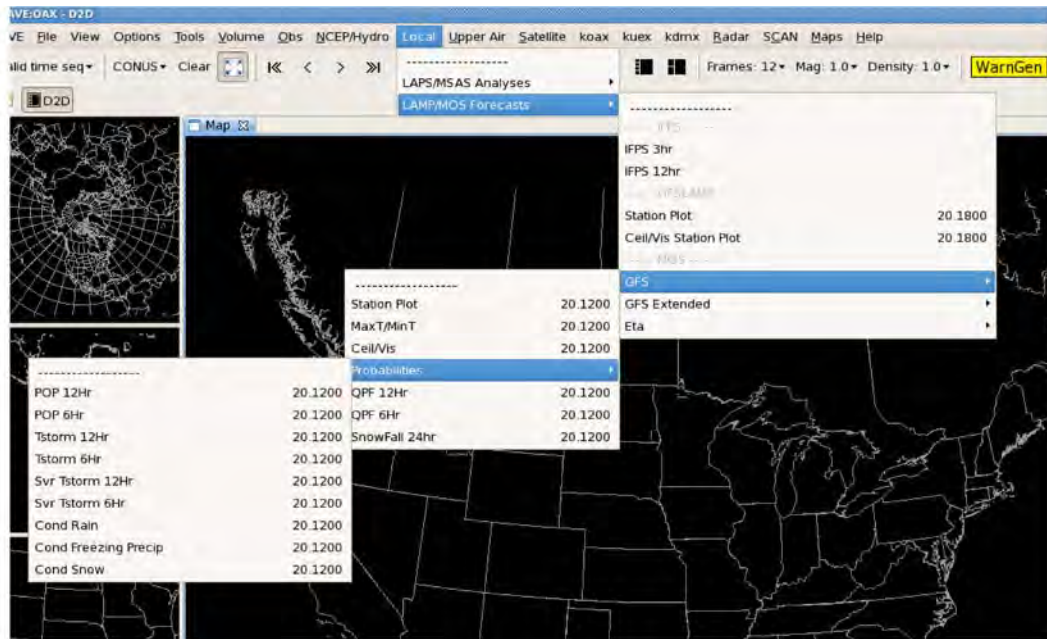 AVE:OAX - D2D
VE File View Options Tools Volume Obs NCEP/Hydro Local Upper Air Satellite koax kuex kdmx Radar SCAN Maps Help
alid time seq CONUS Clear Frames: 12 Mag: 1.0 Density: 1.0 WarnGen
D2D
Map
------------------
LAPS/MSAS Analyses
LAMP/MOS Forecasts
------------------
IFPS 3hr
IFPS 12hr
Station Plot 20.1800
Ceil/Vis Station Plot 20.1800
GFS
GFS Extended
Eta
------------------
Station Plot 20.1200
MaxT/MinT 20.1200
Ceil/Vis 20.1200
Probabilities
QPF 12Hr 20.1200
QPF 6Hr 20.1200
SnowFall 24hr 20.1200
------------------
POP 12Hr 20.1200
POP 6Hr 20.1200
Tstorm 12Hr 20.1200
Tstorm 6Hr 20.1200
Svr Tstorm 12Hr 20.1200
Svr Tstorm 6Hr 20.1200
Cond Rain 20.1200
Cond Freezing Precip 20.1200
Cond Snow 20.1200